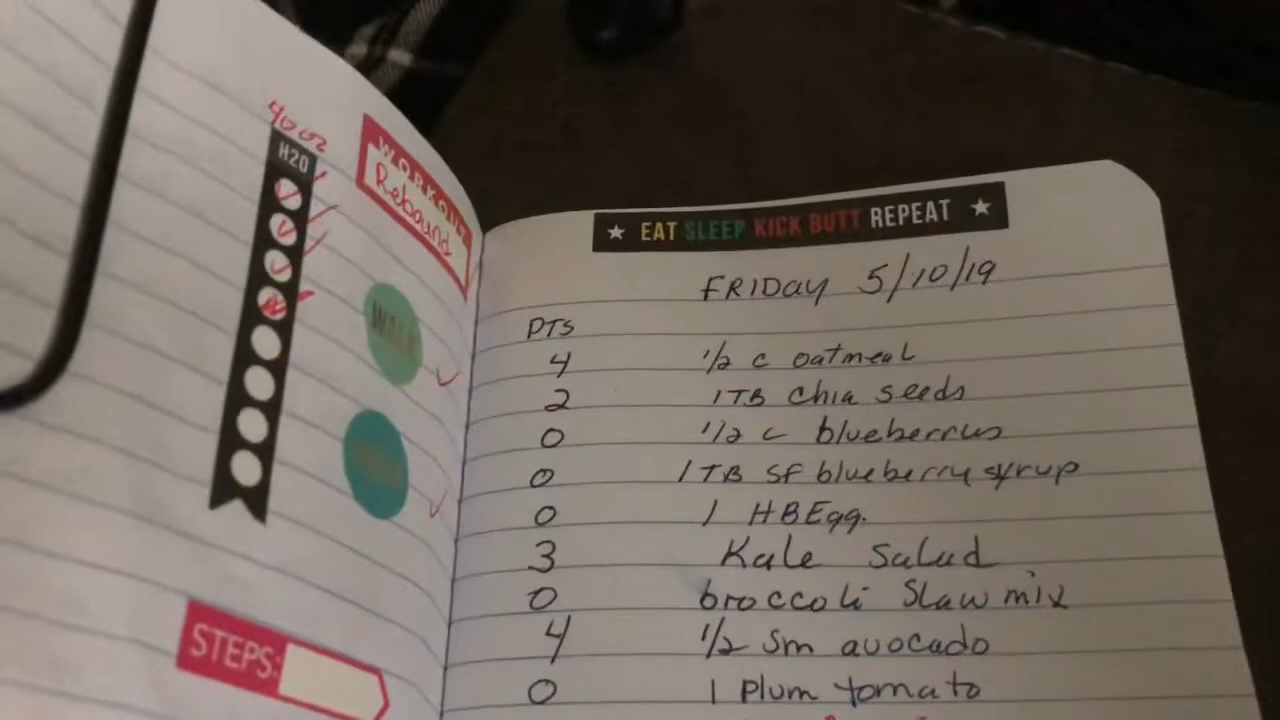 40oz
H20
WORKOUT
Rebound
WALK
STEPS:
★ EAT SLEEP KICK BUTT REPEAT ★
FRIDAY 5/10/19
PTS
4 1/2 c oatmeal
2 1TB Chia seeds
0 1/2 c blueberries
0 1TB SF blueberry syrup
0 1 HBEgg.
3 Kale Salad
0 broccoli Slaw mix
4 1/2 Sm avocado
0 1 Plum tomato